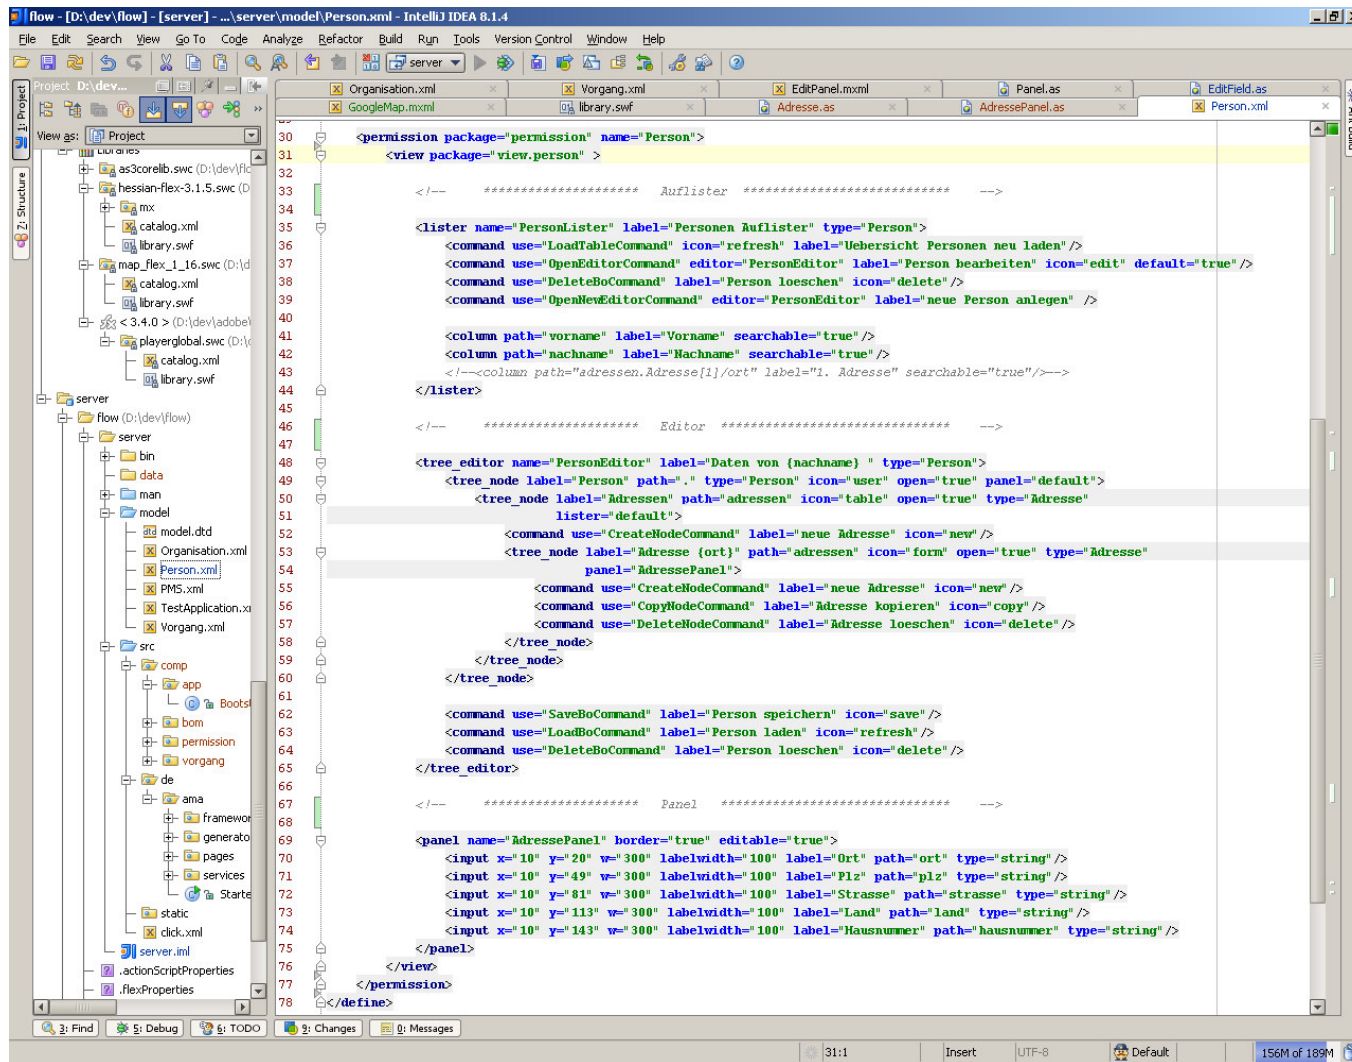 flow - [D:\dev\flow] - [server] - ...\server\model\Person.xml - IntelliJ IDEA 8.1.4
File Edit Search View Go To Code Analyze Refactor Build Run Tools Version Control Window Help
server
Project D:\dev...
Organisation.xml Vorgang.xml EditPanel.mxml Panel.as EditField.as
GoogleMap.mxml library.swf Adresse.as AdressePanel.as Person.xml
1: Project
7: Structure
View as: Project
Libraries
as3corelib.swc (D:\dev\flo
hessian-flex-3.1.5.swc (D
mx
catalog.xml
library.swf
map_flex_1_16.swc (D:\d
catalog.xml
library.swf
< 3.4.0 > (D:\dev\adobe\
playerglobal.swc (D:\
catalog.xml
library.swf
server
flow (D:\dev\flow)
server
bin
data
man
model
model.dtd
Organisation.xml
Person.xml
PMS.xml
TestApplication.x
Vorgang.xml
src
comp
app
Boots
bom
permission
vorgang
de
ama
framewor
generato
pages
services
Starte
static
click.xml
server.iml
.actionScriptProperties
.flexProperties
30 <permission package="permission" name="Person">
31 <view package="view.person" >
32
33 <!-- ********************* Auflister **************************** -->
34
35 <lister name="PersonLister" label="Personen Auflister" type="Person">
36 <command use="LoadTableCommand" icon="refresh" label="Uebersicht Personen neu laden"/>
37 <command use="OpenEditorCommand" editor="PersonEditor" label="Person bearbeiten" icon="edit" default="true"/>
38 <command use="DeleteBoCommand" label="Person loeschen" icon="delete"/>
39 <command use="OpenNewEditorCommand" editor="PersonEditor" label="neue Person anlegen" />
40
41 <column path="vorname" label="Vorname" searchable="true"/>
42 <column path="nachname" label="Nachname" searchable="true"/>
43 <!--<column path="adressen.Adresse[1]/ort" label="1. Adresse" searchable="true"/>-->
44 </lister>
45
46 <!-- ********************* Editor ******************************* -->
47
48 <tree_editor name="PersonEditor" label="Daten von {nachname} " type="Person">
49 <tree_node label="Person" path="." type="Person" icon="user" open="true" panel="default">
50 <tree_node label="Adressen" path="adressen" icon="table" open="true" type="Adresse"
51 lister="default">
52 <command use="CreateNodeCommand" label="neue Adresse" icon="new"/>
53 <tree_node label="Adresse {ort}" path="adressen" icon="form" open="true" type="Adresse"
54 panel="AdressePanel">
55 <command use="CreateNodeCommand" label="neue Adresse" icon="new"/>
56 <command use="CopyNodeCommand" label="Adresse kopieren" icon="copy"/>
57 <command use="DeleteNodeCommand" label="Adresse loeschen" icon="delete"/>
58 </tree_node>
59 </tree_node>
60 </tree_node>
61
62 <command use="SaveBoCommand" label="Person speichern" icon="save"/>
63 <command use="LoadBoCommand" label="Person laden" icon="refresh"/>
64 <command use="DeleteBoCommand" label="Person loeschen" icon="delete"/>
65 </tree_editor>
66
67 <!-- ********************* Panel ******************************* -->
68
69 <panel name="AdressePanel" border="true" editable="true">
70 <input x="10" y="20" w="300" labelwidth="100" label="Ort" path="ort" type="string"/>
71 <input x="10" y="49" w="300" labelwidth="100" label="Plz" path="plz" type="string"/>
72 <input x="10" y="81" w="300" labelwidth="100" label="Strasse" path="strasse" type="string"/>
73 <input x="10" y="113" w="300" labelwidth="100" label="Land" path="land" type="string"/>
74 <input x="10" y="143" w="300" labelwidth="100" label="Hausnummer" path="hausnummer" type="string"/>
75 </panel>
76 </view>
77 </permission>
78 </define>
3: Find 5: Debug 6: TODO 9: Changes 0: Messages
31:1 Insert UTF-8 Default 156M of 189M